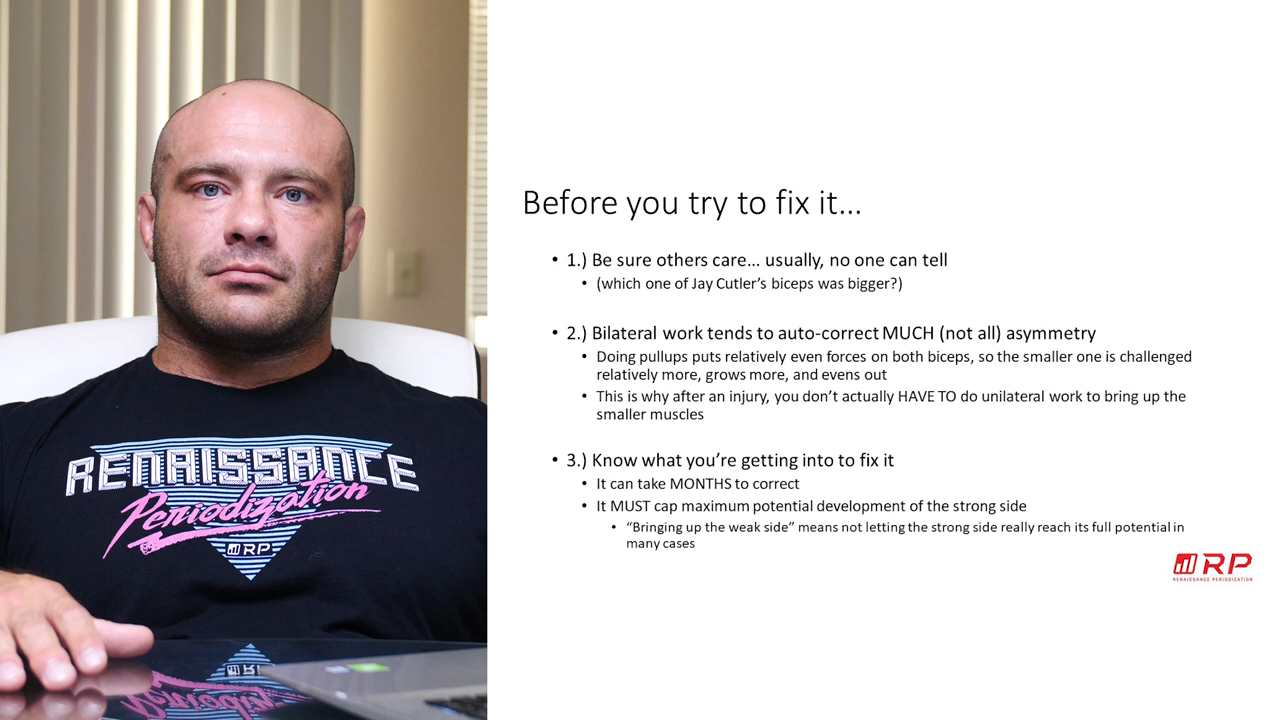 RENAISSANCE
Periodization
RP
Before you try to fix it...
• 1.) Be sure others care... usually, no one can tell
• (which one of Jay Cutler's biceps was bigger?)
• 2.) Bilateral work tends to auto-correct MUCH (not all) asymmetry
• Doing pullups puts relatively even forces on both biceps, so the smaller one is challenged
relatively more, grows more, and evens out
• This is why after an injury, you don't actually HAVE TO do unilateral work to bring up the
smaller muscles
• 3.) Know what you're getting into to fix it
• It can take MONTHS to correct
• It MUST cap maximum potential development of the strong side
• "Bringing up the weak side" means not letting the strong side really reach its full potential in
many cases
RP
RENAISSANCE PERIODIZATION